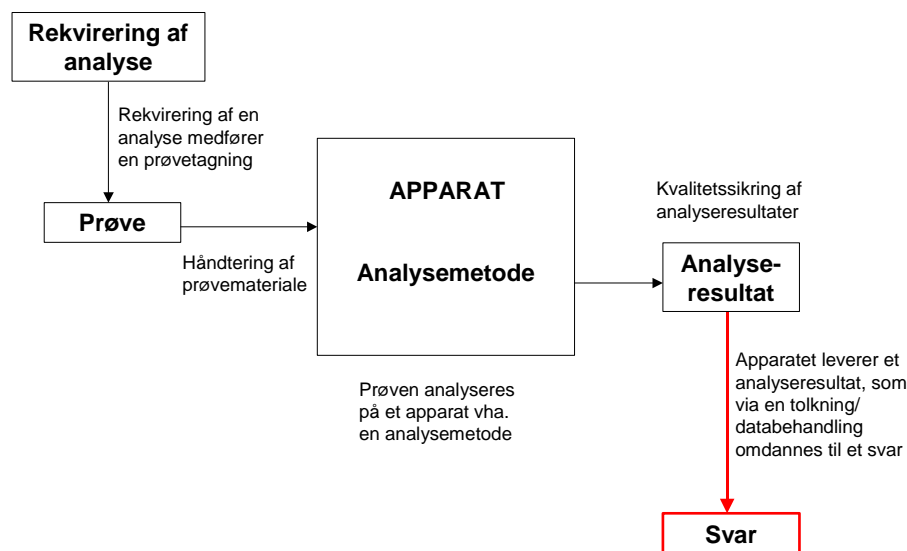 Rekvirering af
analyse
Rekvirering af en
analyse medfører
en prøvetagning
Prøve
Håndtering af
prøvemateriale
APPARAT
Analysemetode
Prøven analyseres
på et apparat vha.
en analysemetode
Kvalitetssikring af
analyseresultater
Analyse-
resultat
Apparatet leverer et
analyseresultat, som
via en tolkning/
databehandling
omdannes til et svar
Svar